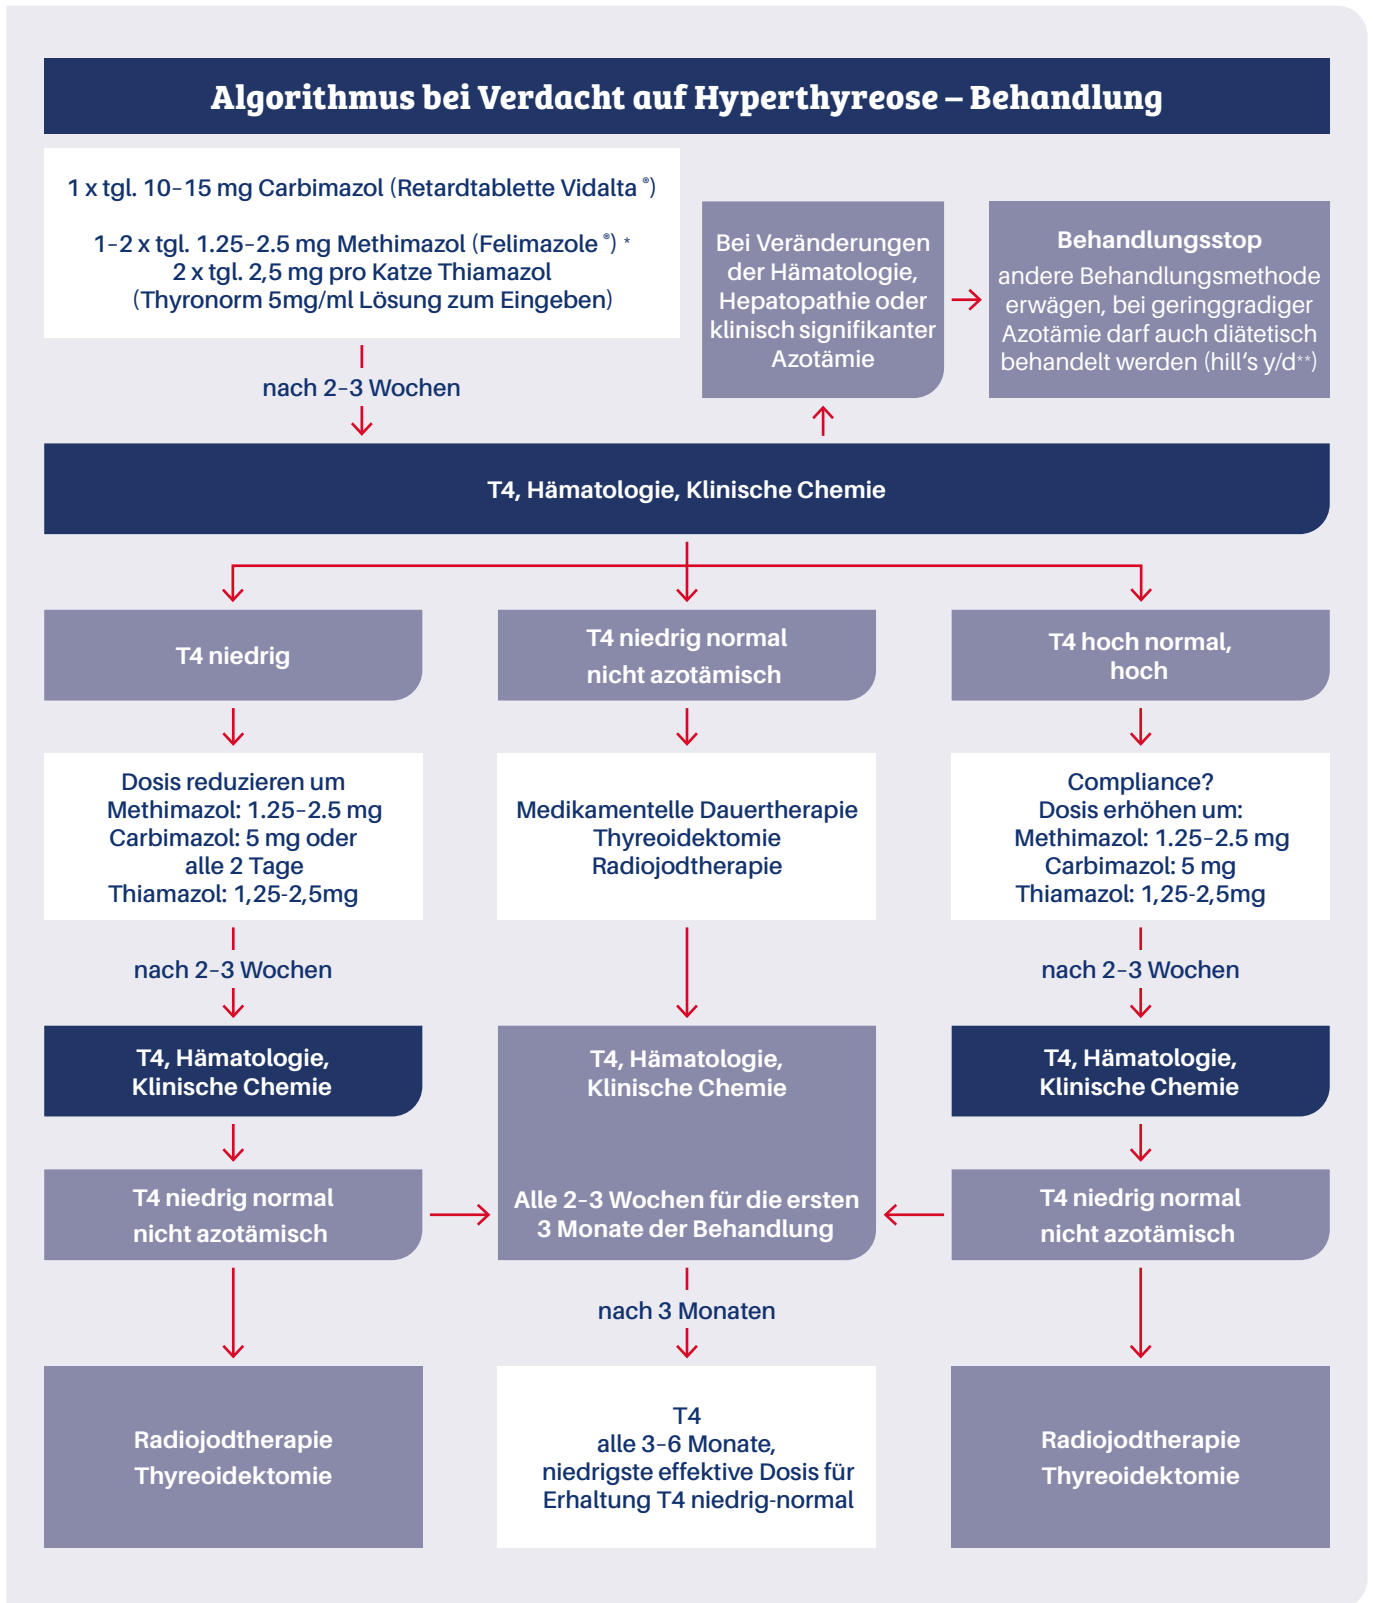 Algorithmus bei Verdacht auf Hyperthyreose – Behandlung
1 x tgl. 10–15 mg Carbimazol (Retardtablette Vidalta ®)
1–2 x tgl. 1.25–2.5 mg Methimazol (Felimazole ®) *
2 x tgl. 2,5 mg pro Katze Thiamazol
(Thyronorm 5mg/ml Lösung zum Eingeben)
Bei Veränderungen
der Hämatologie,
Hepatopathie oder
klinisch signifikanter
Azotämie
Behandlungsstop
andere Behandlungsmethode
erwägen, bei geringgradiger
Azotämie darf auch diätetisch
behandelt werden (hill‘s y/d**)
nach 2–3 Wochen
T4, Hämatologie, Klinische Chemie
T4 niedrig
T4 niedrig normal
nicht azotämisch
T4 hoch normal,
hoch
Dosis reduzieren um
Methimazol: 1.25–2.5 mg
Carbimazol: 5 mg oder
alle 2 Tage
Thiamazol: 1,25-2,5mg
Medikamentelle Dauertherapie
Thyreoidektomie
Radiojodtherapie
Compliance?
Dosis erhöhen um:
Methimazol: 1.25–2.5 mg
Carbimazol: 5 mg
Thiamazol: 1,25-2,5mg
nach 2–3 Wochen
nach 2–3 Wochen
T4, Hämatologie,
Klinische Chemie
T4, Hämatologie,
Klinische Chemie
T4, Hämatologie,
Klinische Chemie
T4 niedrig normal
nicht azotämisch
Alle 2–3 Wochen für die ersten
3 Monate der Behandlung
T4 niedrig normal
nicht azotämisch
nach 3 Monaten
Radiojodtherapie
Thyreoidektomie
T4
alle 3–6 Monate,
niedrigste effektive Dosis für
Erhaltung T4 niedrig-normal
Radiojodtherapie
Thyreoidektomie